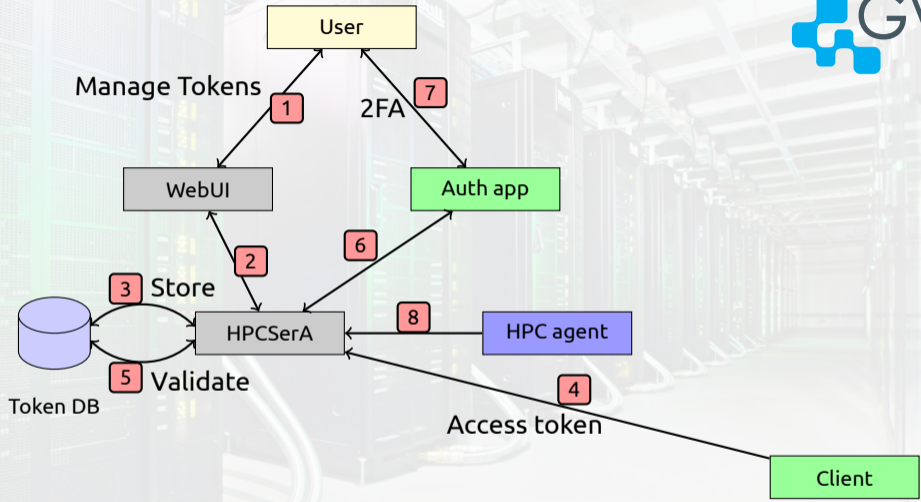 User
Manage Tokens
1
7
2FA
WebUI
Auth app
2
6
3
Store
HPCSerA
8
HPC agent
5
Validate
Token DB
4
Access token
Client